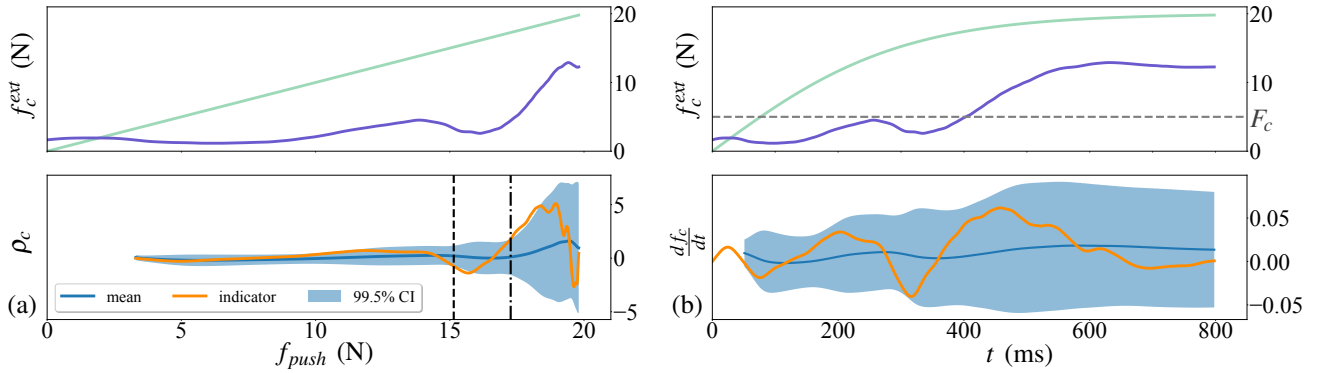 f_c^{ext} (N)
20
10
0
ρ_c
5
0
−5
mean
indicator
99.5% CI
(a)
0 5 10 15 20
f_{push} (N)
f_c^{ext} (N)
20
10
F_c
0
df_c/dt
0.05
0.00
−0.05
(b)
0 200 400 600 800
t (ms)